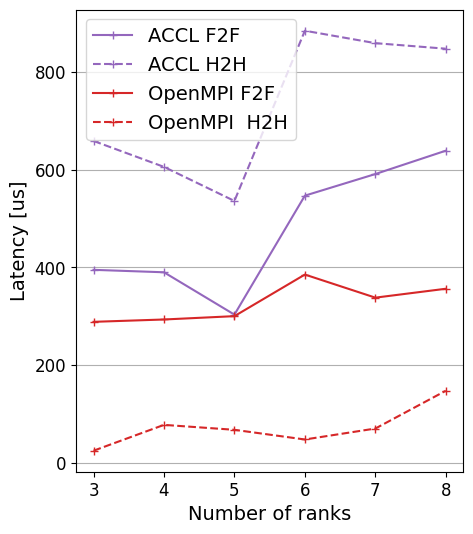 ACCL F2F
ACCL H2H
OpenMPI F2F
OpenMPI  H2H
Latency [us]
800
600
400
200
0
3 4 5 6 7 8
Number of ranks